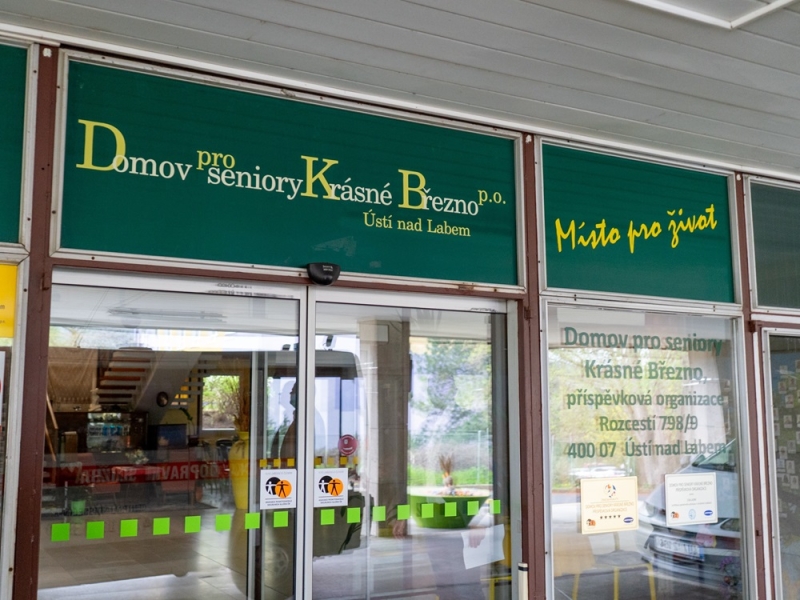 Domov pro seniory Krásné Březno p.o.
Ústí nad Labem
Místo pro život
Domov pro seniory
Krásné Březno
příspěvková organizace
Rozcestí 798/9
400 07 Ústí nad Labem